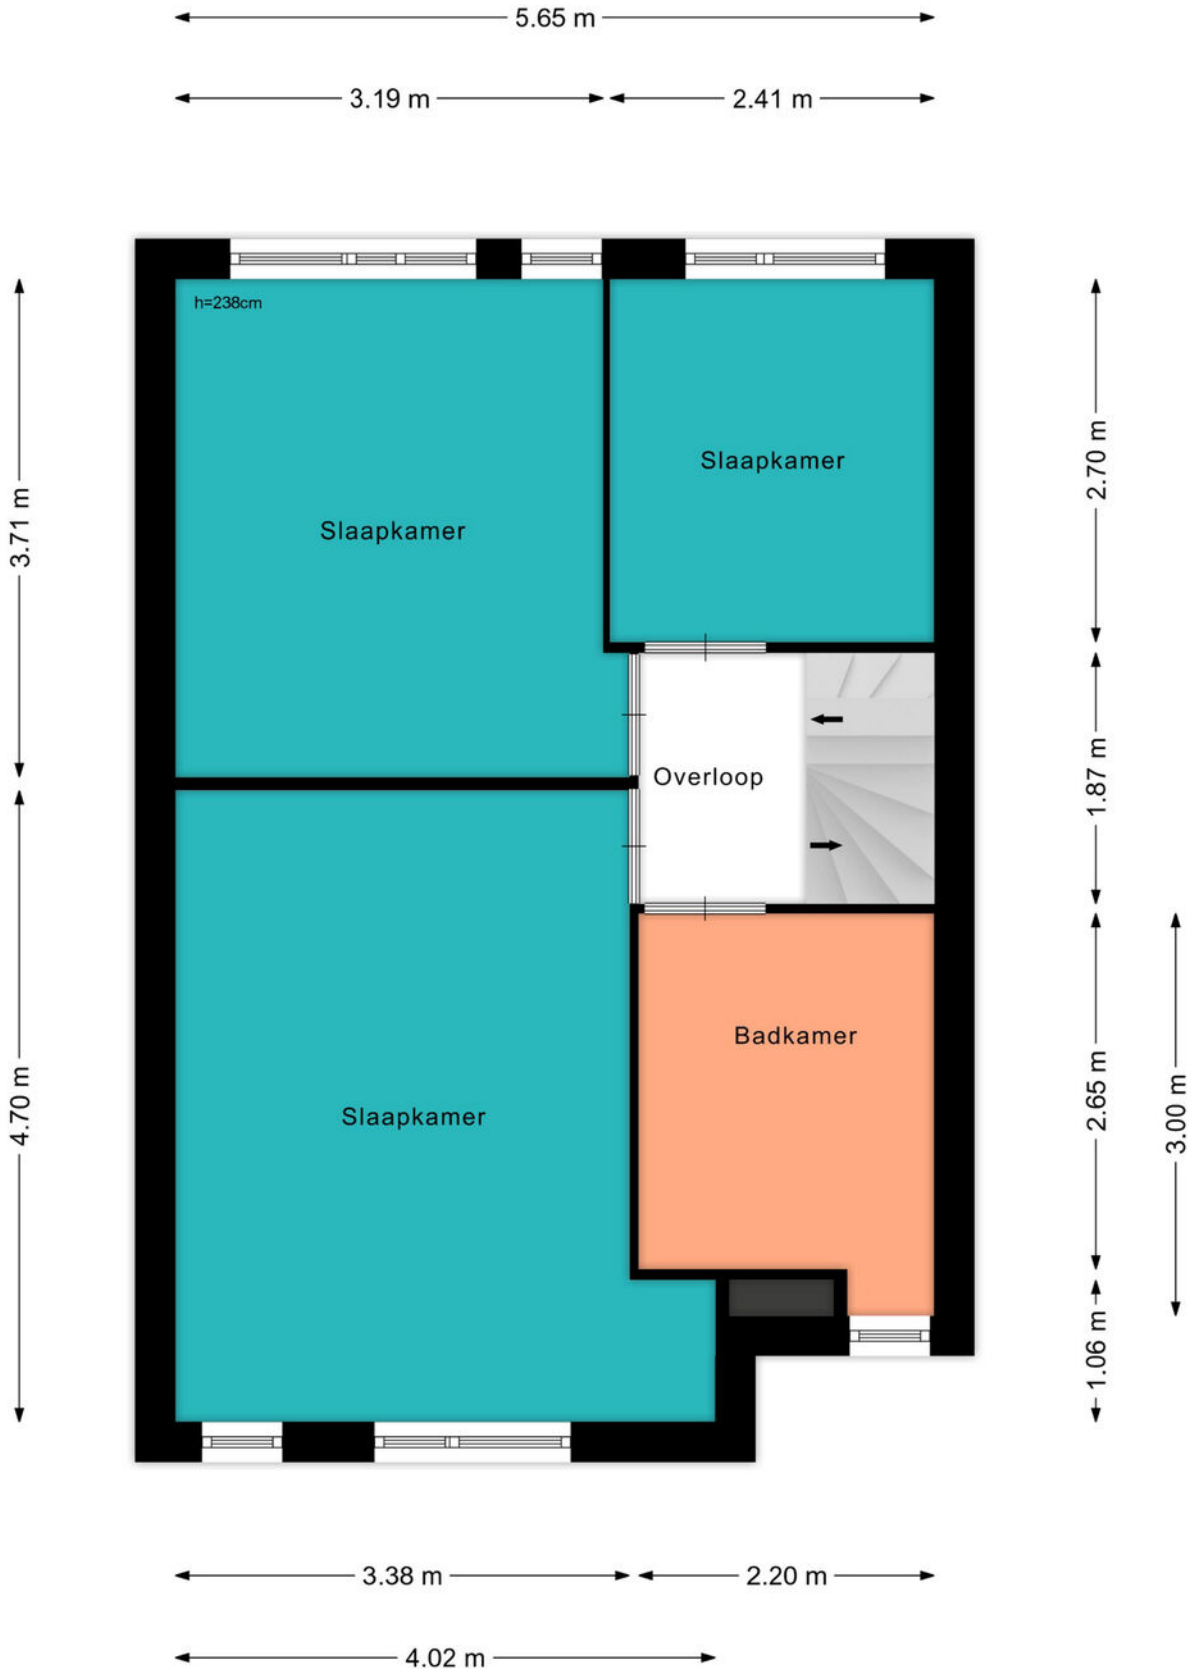 5.65 m
3.19 m
2.41 m
h=238cm
Slaapkamer
Slaapkamer
2.70 m
3.71 m
Overloop
1.87 m
Badkamer
Slaapkamer
4.70 m
2.65 m
3.00 m
1.06 m
3.38 m
2.20 m
4.02 m